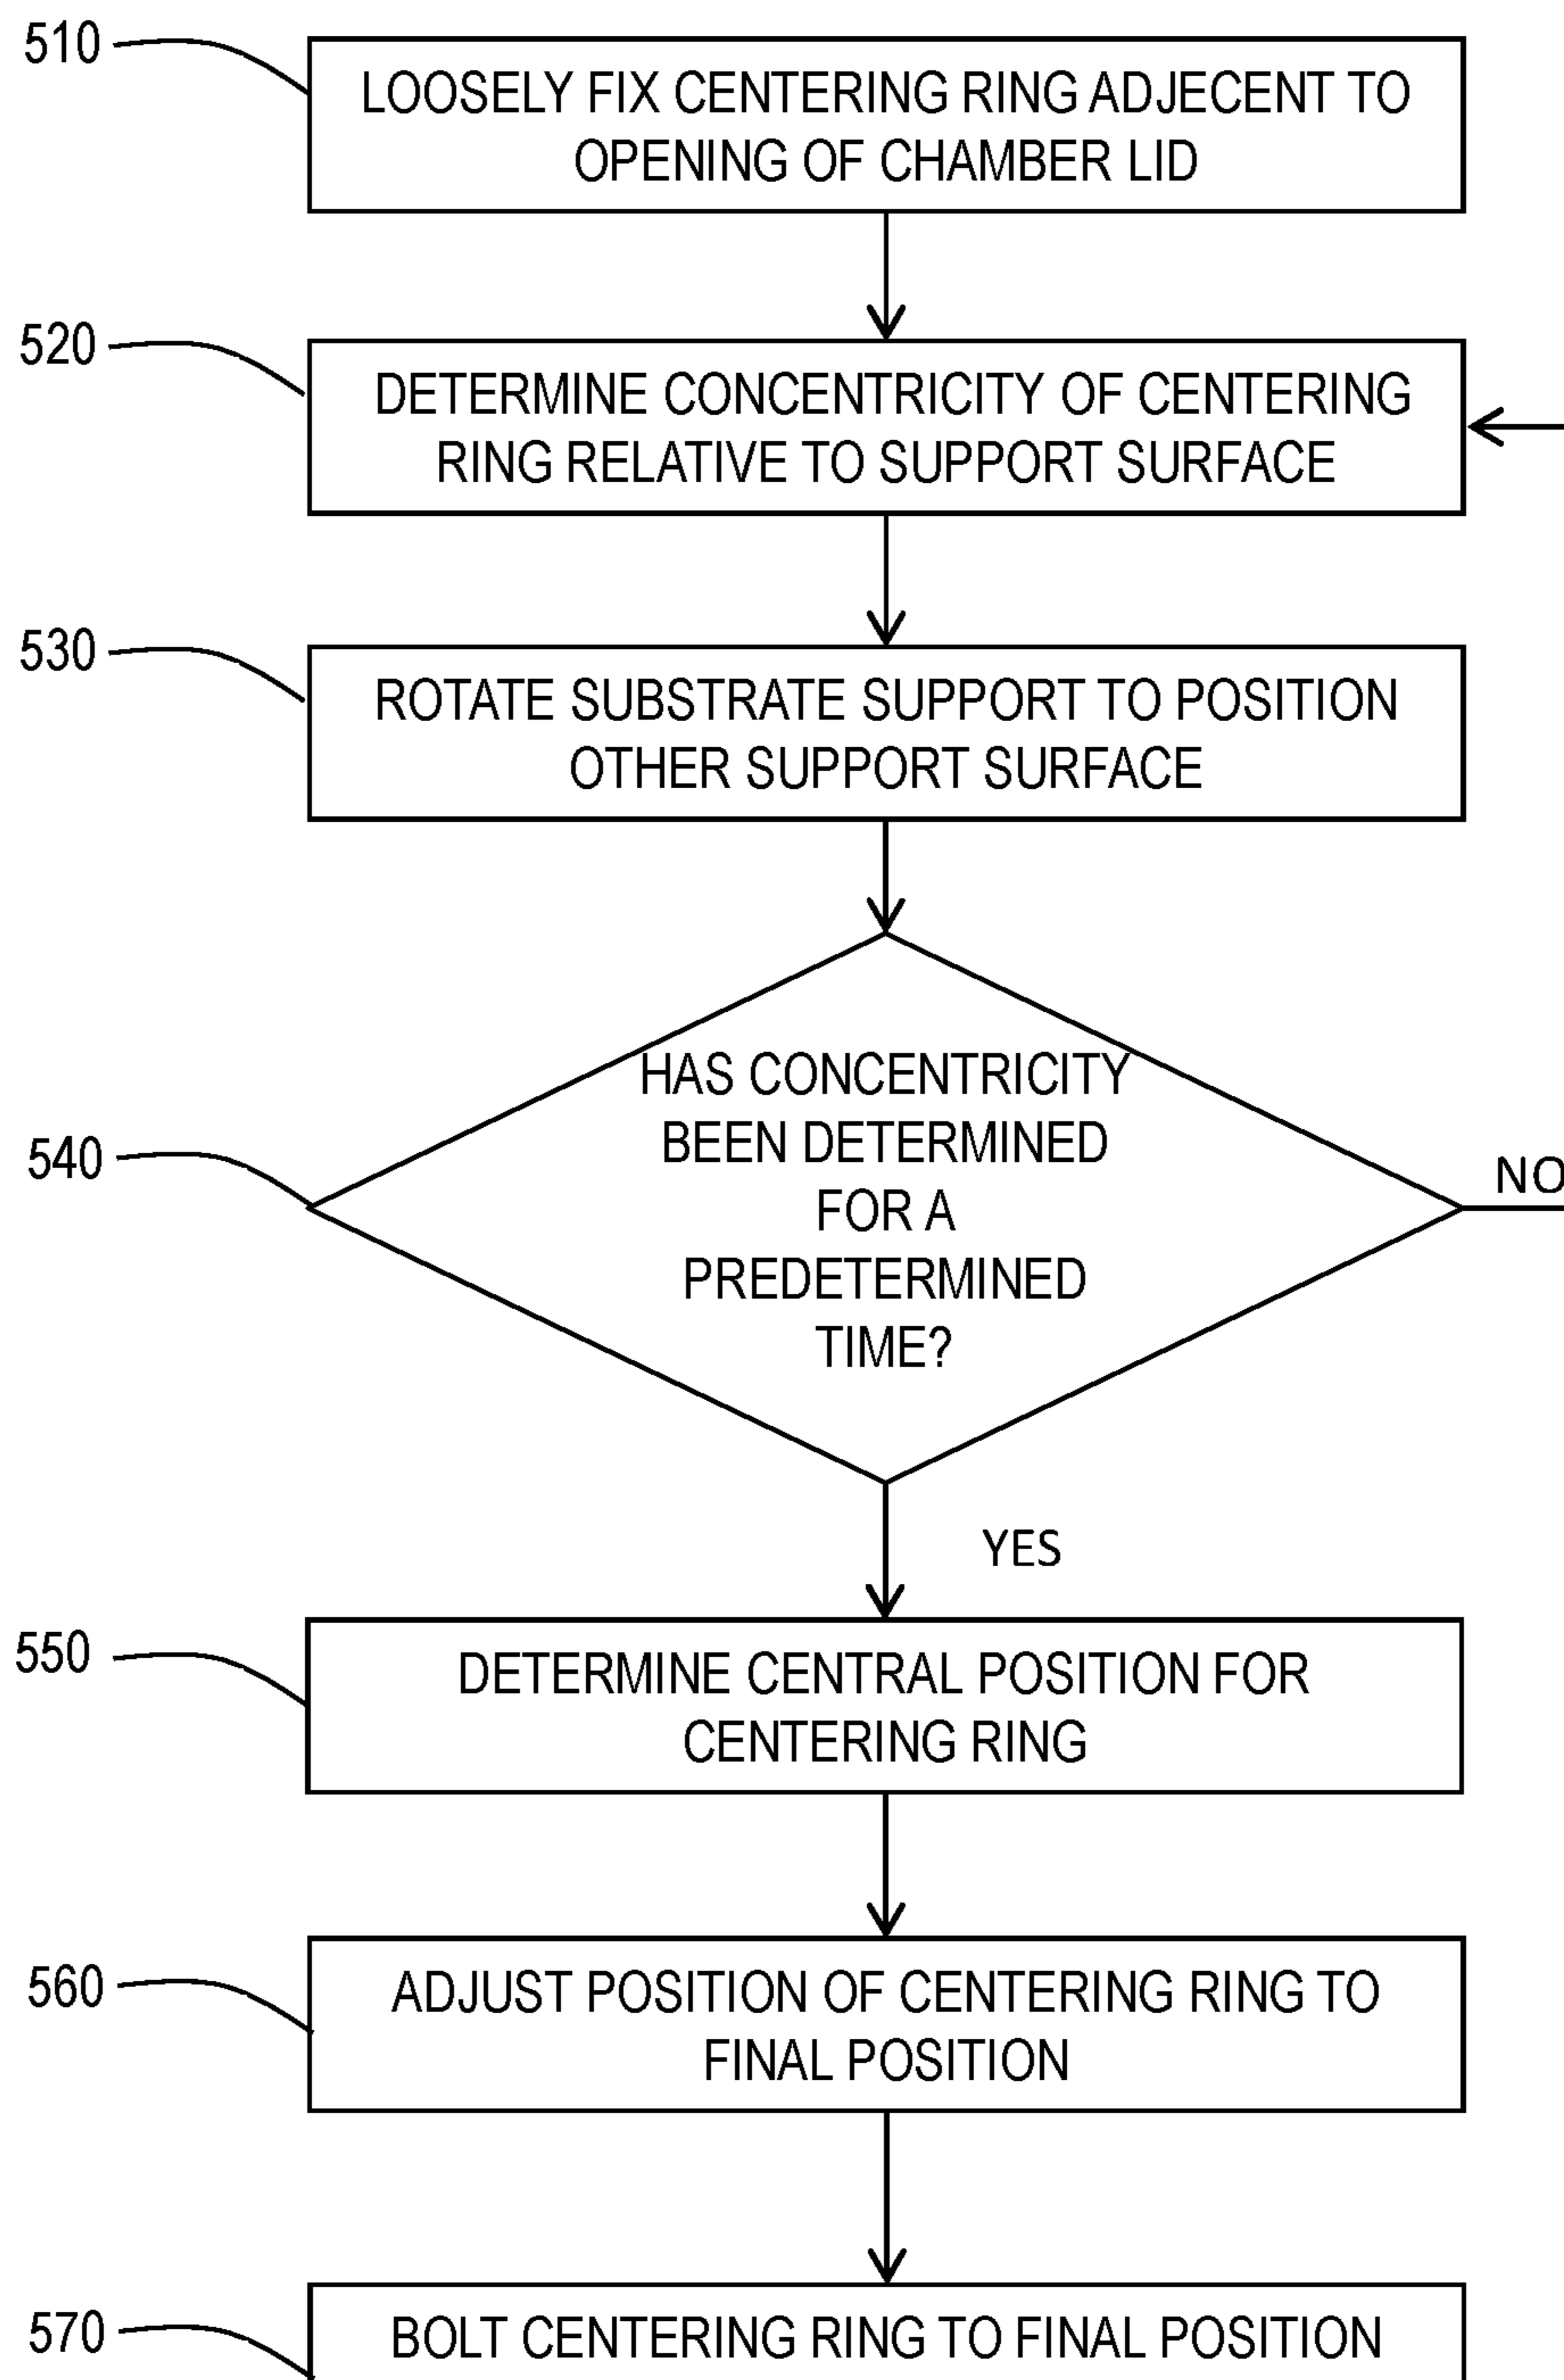 510
LOOSELY FIX CENTERING RING ADJECENT TO
OPENING OF CHAMBER LID
520
DETERMINE CONCENTRICITY OF CENTERING
RING RELATIVE TO SUPPORT SURFACE
530
ROTATE SUBSTRATE SUPPORT TO POSITION
OTHER SUPPORT SURFACE
540
HAS CONCENTRICITY
BEEN DETERMINED
FOR A
PREDETERMINED
TIME?
NO
YES
550
DETERMINE CENTRAL POSITION FOR
CENTERING RING
560
ADJUST POSITION OF CENTERING RING TO
FINAL POSITION
570
BOLT CENTERING RING TO FINAL POSITION